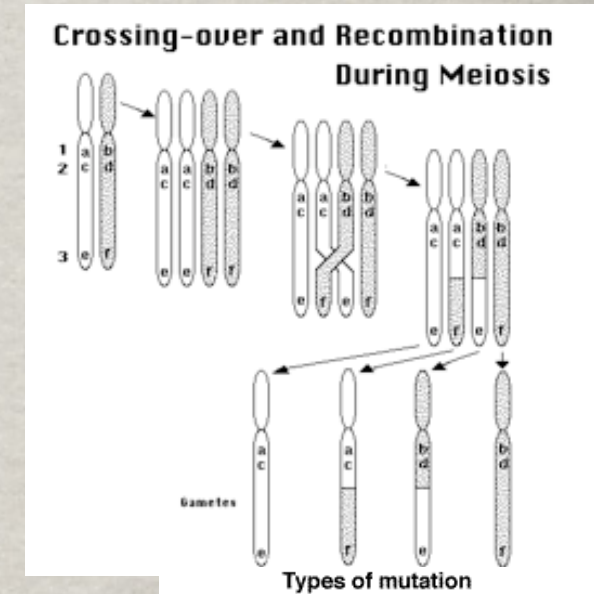 Crossing-over and Recombination
During Meiosis
1 a b
2 c d
3 e f
a a b b
c c d d
e e f f
a a b b
c c d d
e f e f
a a b b
c c d d
e f e f
Gametes
a a b b
c c d d
e f e f
Types of mutation